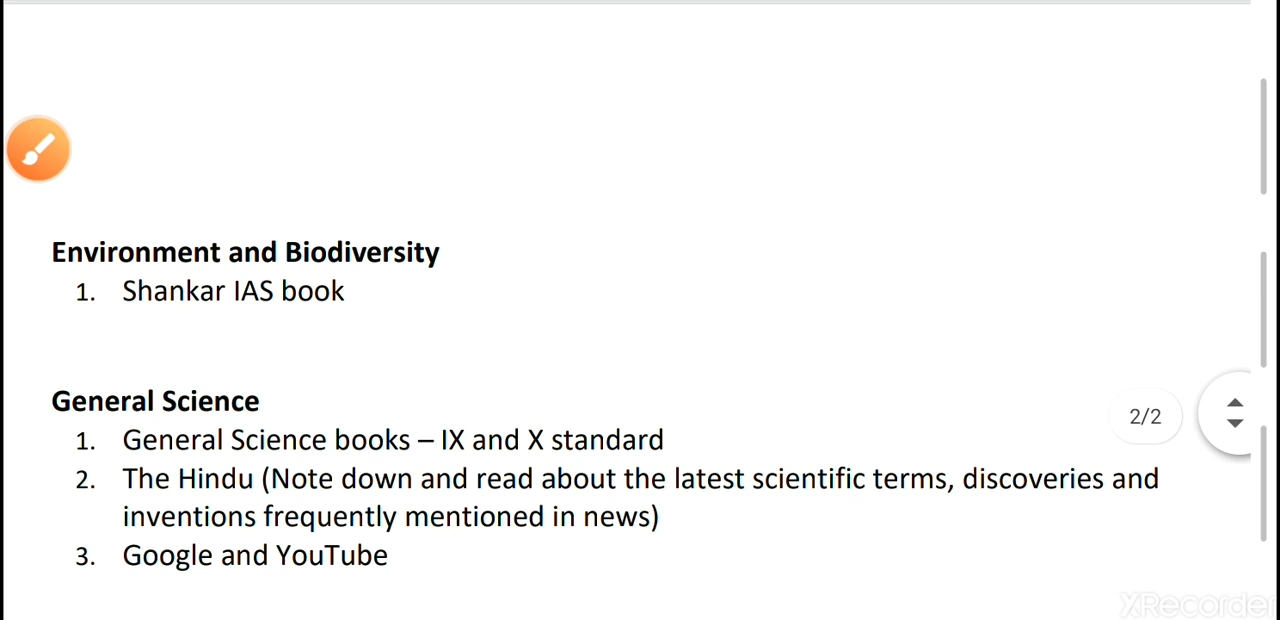 Environment and Biodiversity
1. Shankar IAS book
General Science
1. General Science books – IX and X standard
2/2
2. The Hindu (Note down and read about the latest scientific terms, discoveries and
inventions frequently mentioned in news)
3. Google and YouTube
XRecorder